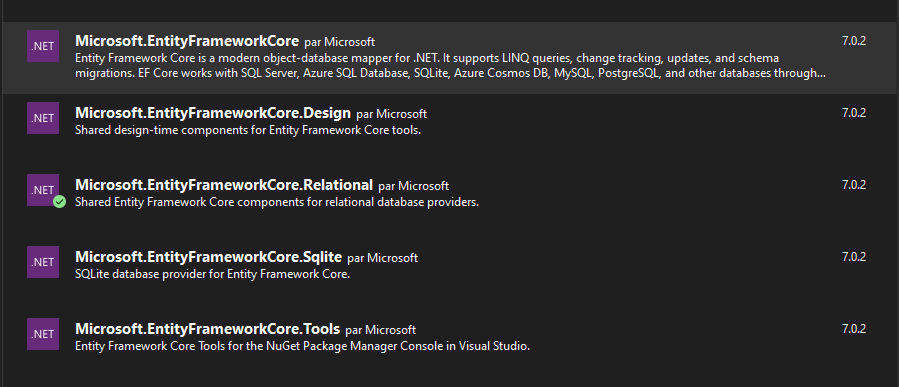 .NET
Microsoft.EntityFrameworkCore par Microsoft
7.0.2
Entity Framework Core is a modern object-database mapper for .NET. It supports LINQ queries, change tracking, updates, and schema
migrations. EF Core works with SQL Server, Azure SQL Database, SQLite, Azure Cosmos DB, MySQL, PostgreSQL, and other databases through...
.NET
Microsoft.EntityFrameworkCore.Design par Microsoft
7.0.2
Shared design-time components for Entity Framework Core tools.
.NET
Microsoft.EntityFrameworkCore.Relational par Microsoft
7.0.2
Shared Entity Framework Core components for relational database providers.
.NET
Microsoft.EntityFrameworkCore.Sqlite par Microsoft
7.0.2
SQLite database provider for Entity Framework Core.
.NET
Microsoft.EntityFrameworkCore.Tools par Microsoft
7.0.2
Entity Framework Core Tools for the NuGet Package Manager Console in Visual Studio.